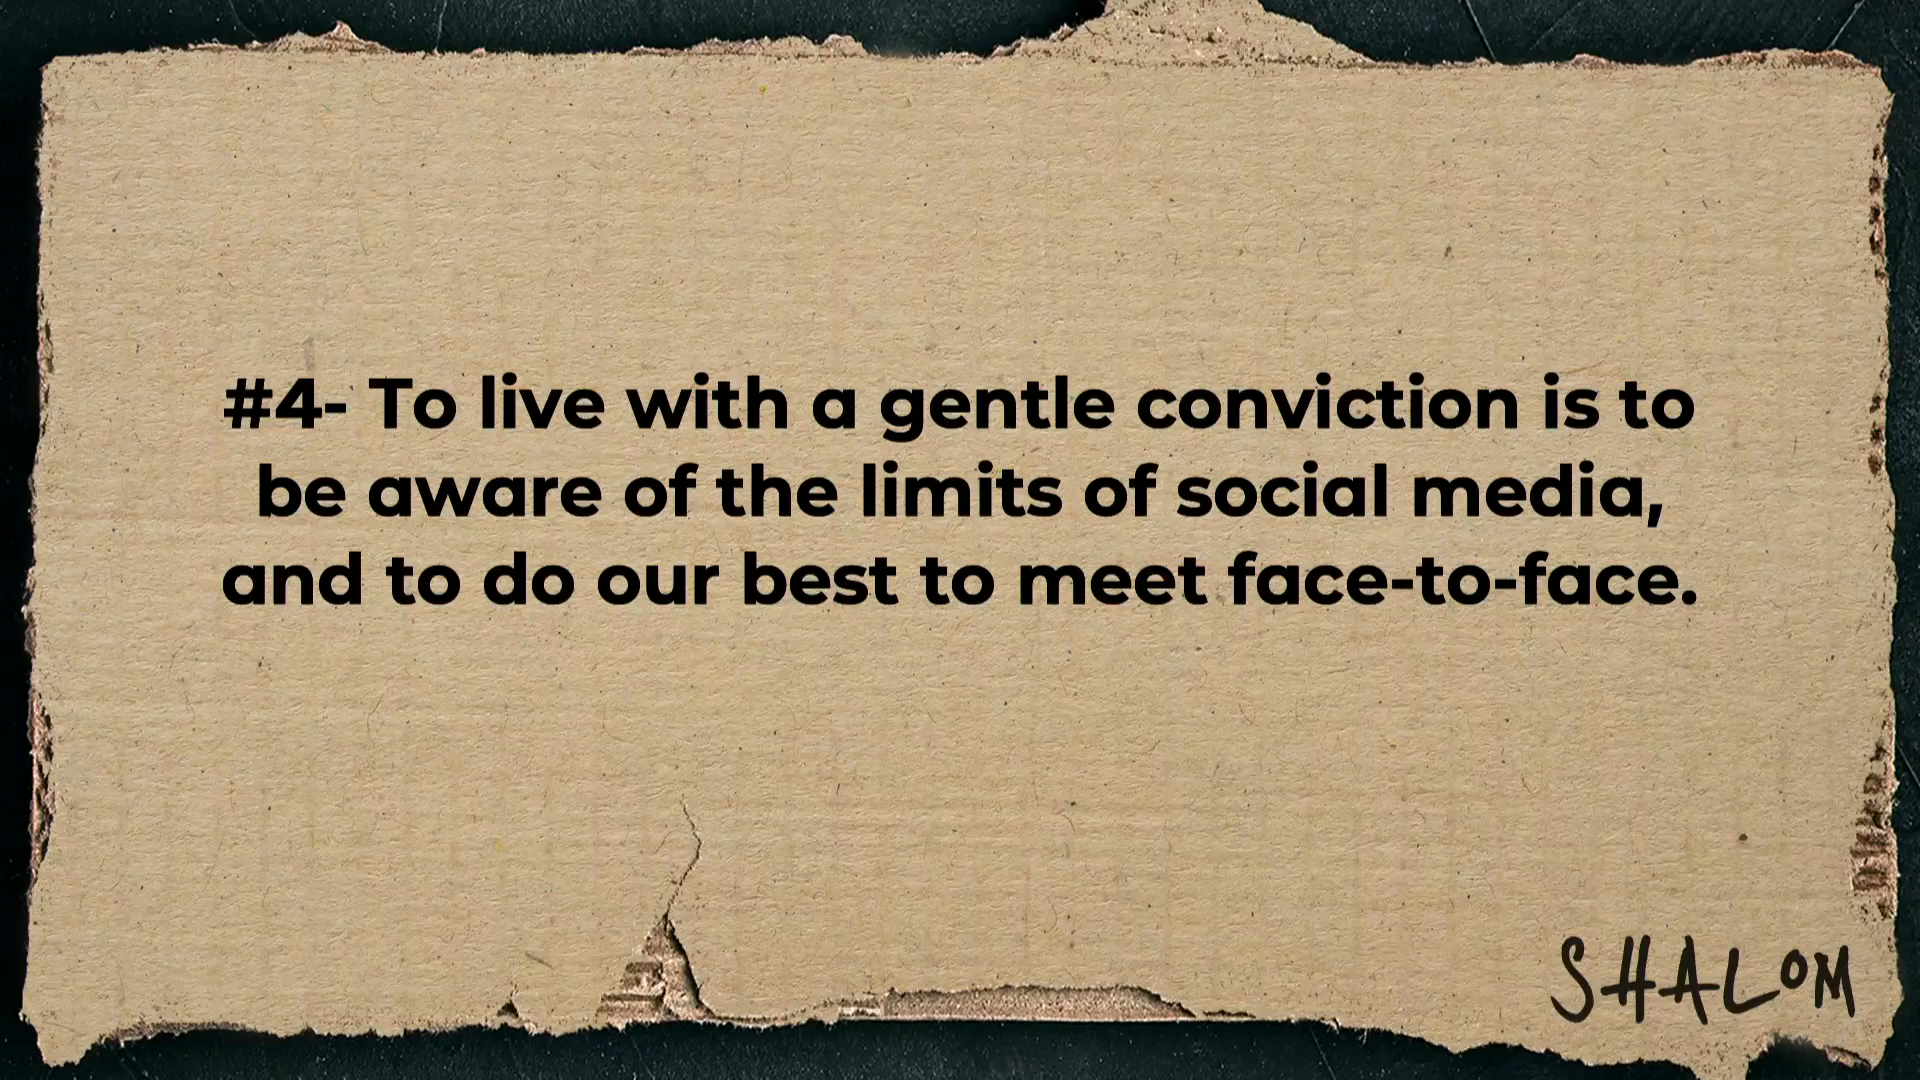 #4- To live with a gentle conviction is to
be aware of the limits of social media,
and to do our best to meet face-to-face.
SHALOM